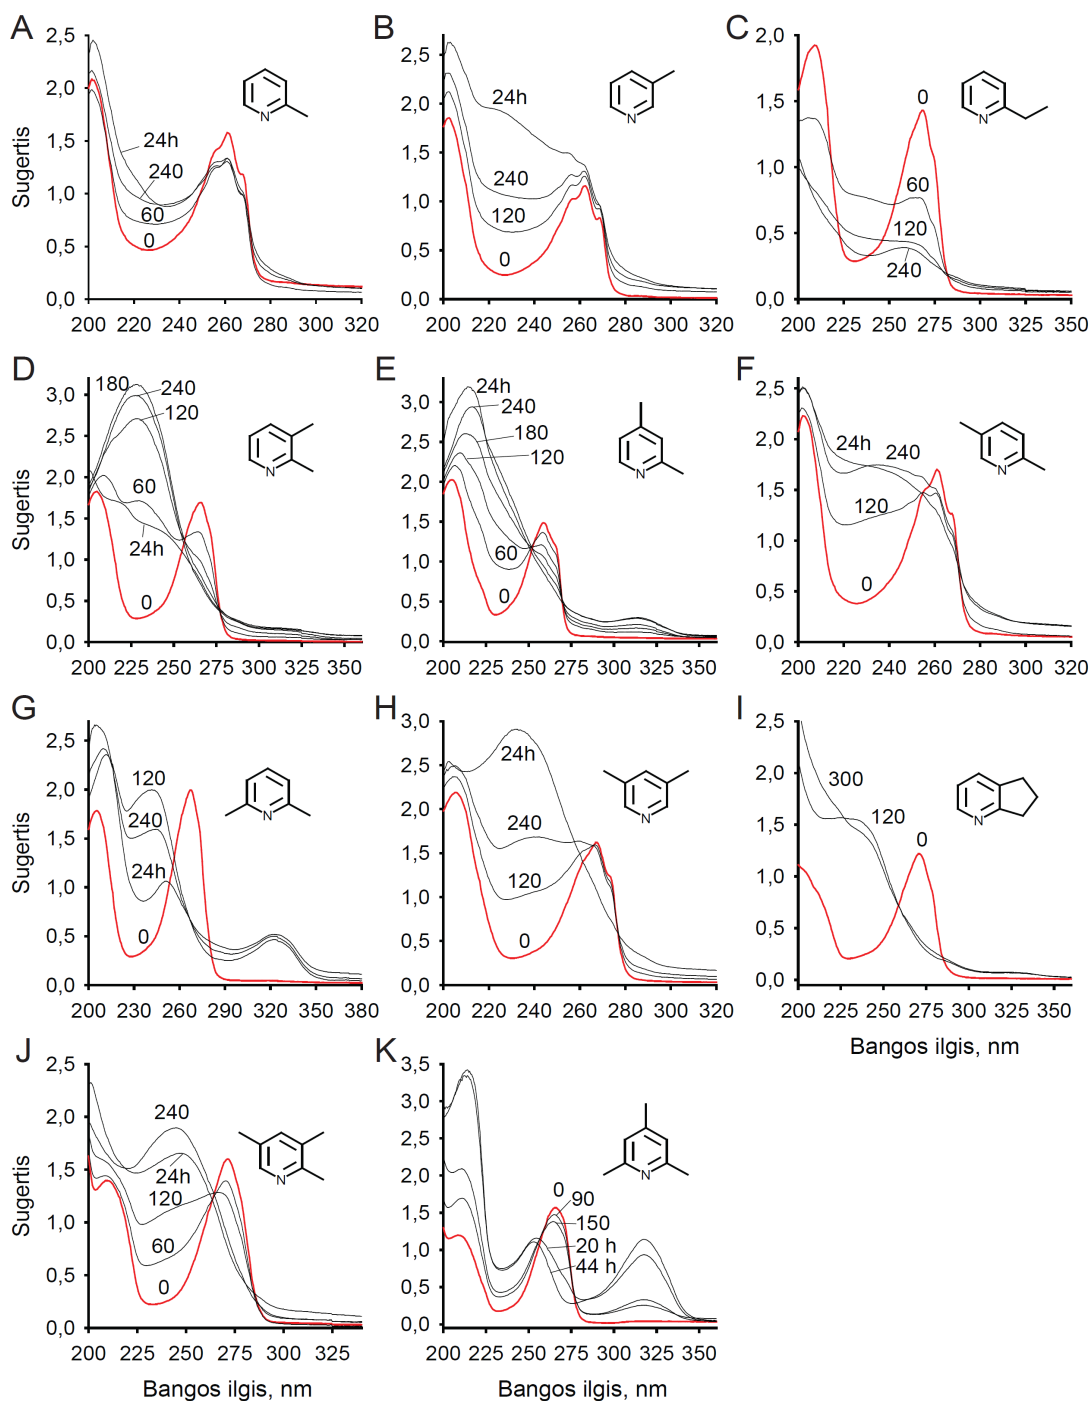 A
B
C
2,5
2,0
1,5
1,0
0,5
0,0
Sugertis
24h
240
60
0
N
200 220 240 260 280 300 320
2,5
2,0
1,5
1,0
0,5
0,0
24h
240
120
0
N
200 220 240 260 280 300 320
2,0
1,5
1,0
0,5
0,0
0
60
120
240
N
200 225 250 275 300 325 350
D
E
F
3,0
2,5
2,0
1,5
1,0
0,5
0,0
Sugertis
180
240
120
60
24h
0
N
200 225 250 275 300 325 350
3,0
2,5
2,0
1,5
1,0
0,5
0,0
24h
240
180
120
60
0
N
200 225 250 275 300 325 350
2,5
2,0
1,5
1,0
0,5
0,0
24h
240
120
0
N
200 220 240 260 280 300 320
G
H
I
2,5
2,0
1,5
1,0
0,5
0,0
Sugertis
120
240
24h
0
N
200 230 260 290 320 350 380
3,0
2,5
2,0
1,5
1,0
0,5
0,0
24h
240
120
0
N
200 220 240 260 280 300 320
2,5
2,0
1,5
1,0
0,5
0,0
300
120
0
N
200 225 250 275 300 325 350
Bangos ilgis, nm
J
K
2,5
2,0
1,5
1,0
0,5
0,0
Sugertis
240
24h
120
60
0
N
200 225 250 275 300 325
Bangos ilgis, nm
3,5
3,0
2,5
2,0
1,5
1,0
0,5
0,0
0
90
150
20 h
44 h
N
200 225 250 275 300 325 350
Bangos ilgis, nm